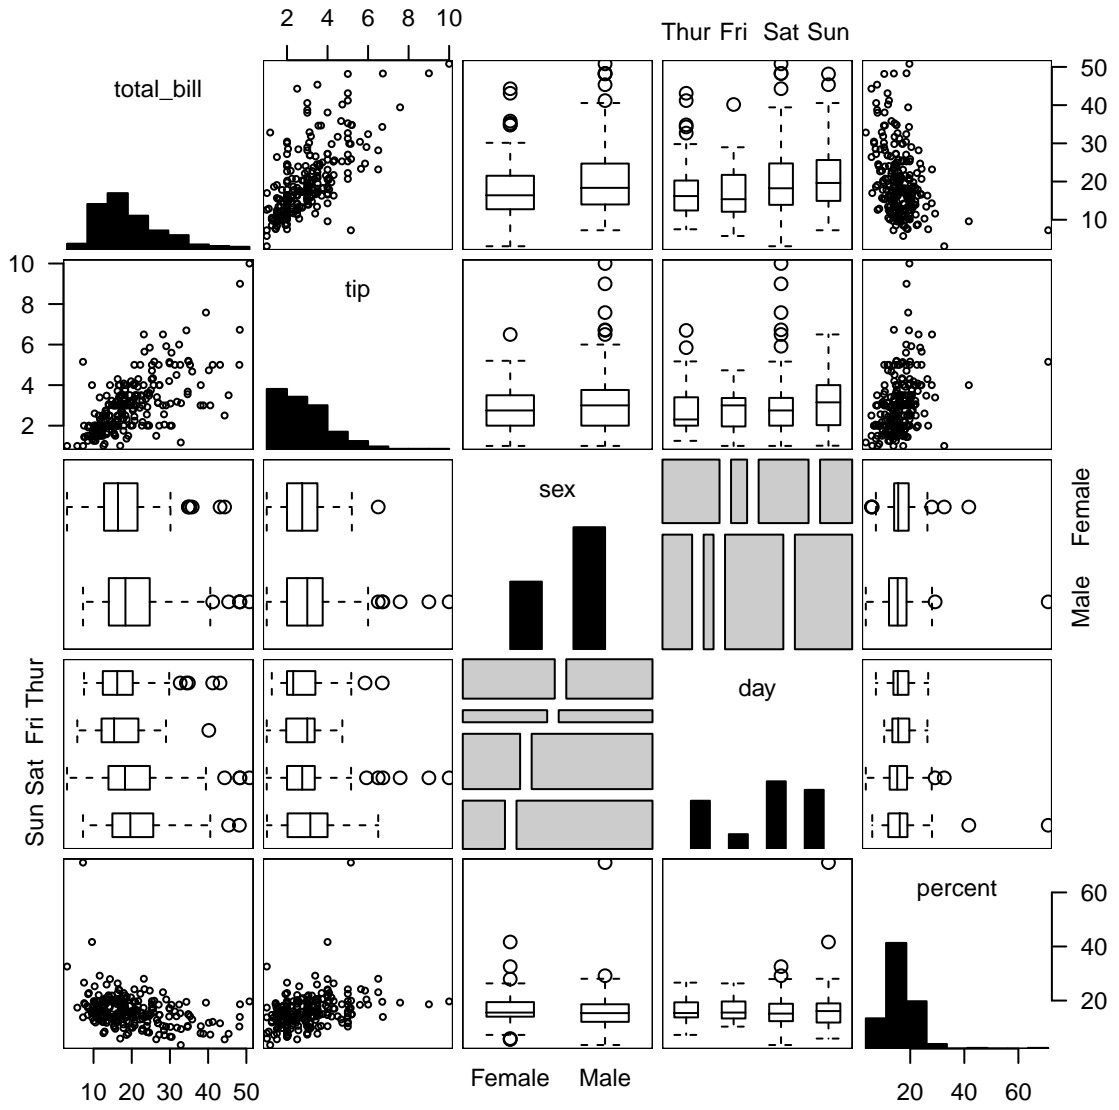 2 4 6 8 10
Thur Fri Sat Sun
total_bill
50
40
30
20
10
tip
10
8
6
4
2
sex
Female
Male
day
Thur
Fri
Sat
Sun
percent
60
40
20
Female Male
10 20 30 40 50
20 40 60